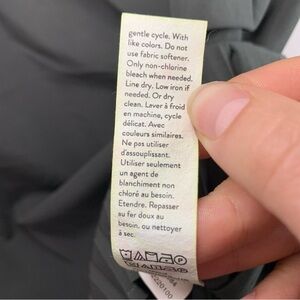 gentle cycle. With
like colors. Do not
use fabric softener.
Only non-chlorine
bleach when needed.
Line dry. Low iron if
needed. Or dry
clean. Laver à froid
en machine, cycle
délicat. Avec
couleurs similaires.
Ne pas utiliser
d'assouplissant.
Utiliser seulement
un agent de
blanchiment non
chloré au besoin.
Etendre. Repasser
au fer doux au
besoin, ou nettoyer
à sec.